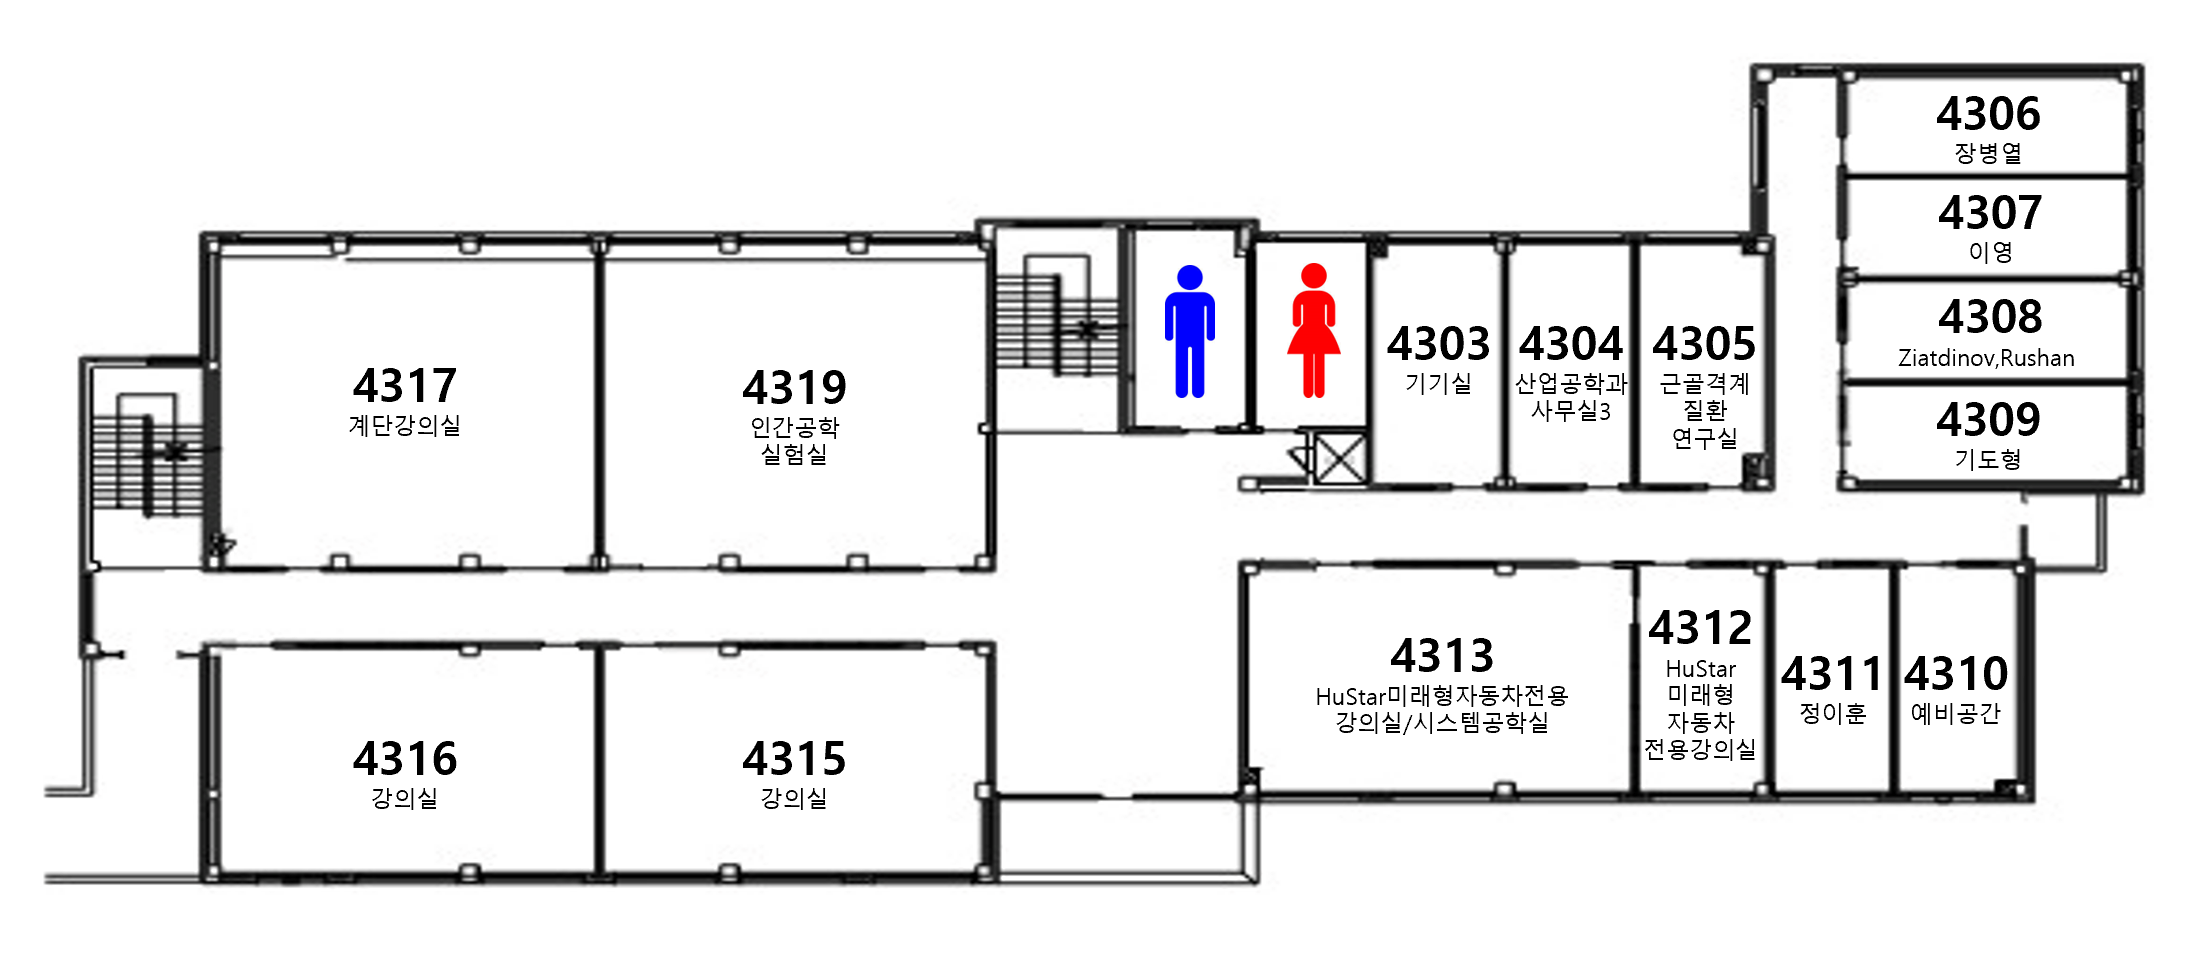 4306
장병열
4307
이영
4308
Ziatdinov,Rushan
4309
기도형
4303
기기실
4304
산업공학과
사무실3
4305
근골격계
질환
연구실
4317
계단강의실
4319
인간공학
실험실
4316
강의실
4315
강의실
4313
HuStar미래형자동차전용
강의실/시스템공학실
4312
HuStar
미래형
자동차
전용강의실
4311
정이훈
4310
예비공간